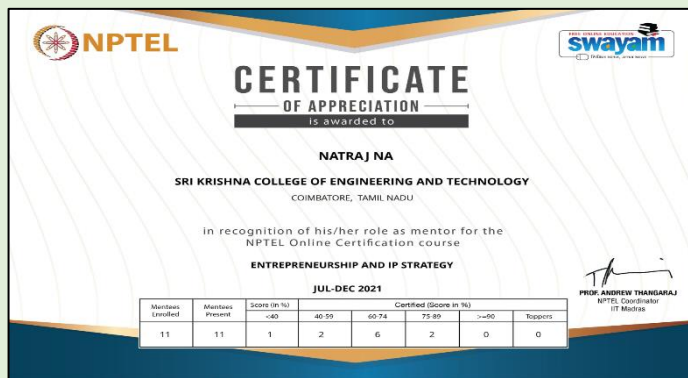 NPTEL
FREE ONLINE EDUCATION
swayam
CERTIFICATE
OF APPRECIATION
is awarded to
NATRAJ NA
SRI KRISHNA COLLEGE OF ENGINEERING AND TECHNOLOGY
COIMBATORE, TAMIL NADU
in recognition of his/her role as mentor for the
NPTEL Online Certification course
ENTREPRENEURSHIP AND IP STRATEGY
JUL-DEC 2021
PROF. ANDREW THANGARAJ
NPTEL Coordinator
IIT Madras
Mentees Enrolled Mentees Present Score (in %) Certified (Score in %)
<40 40-59 60-74 75-89 >=90 Toppers
11 11 1 2 6 2 0 0